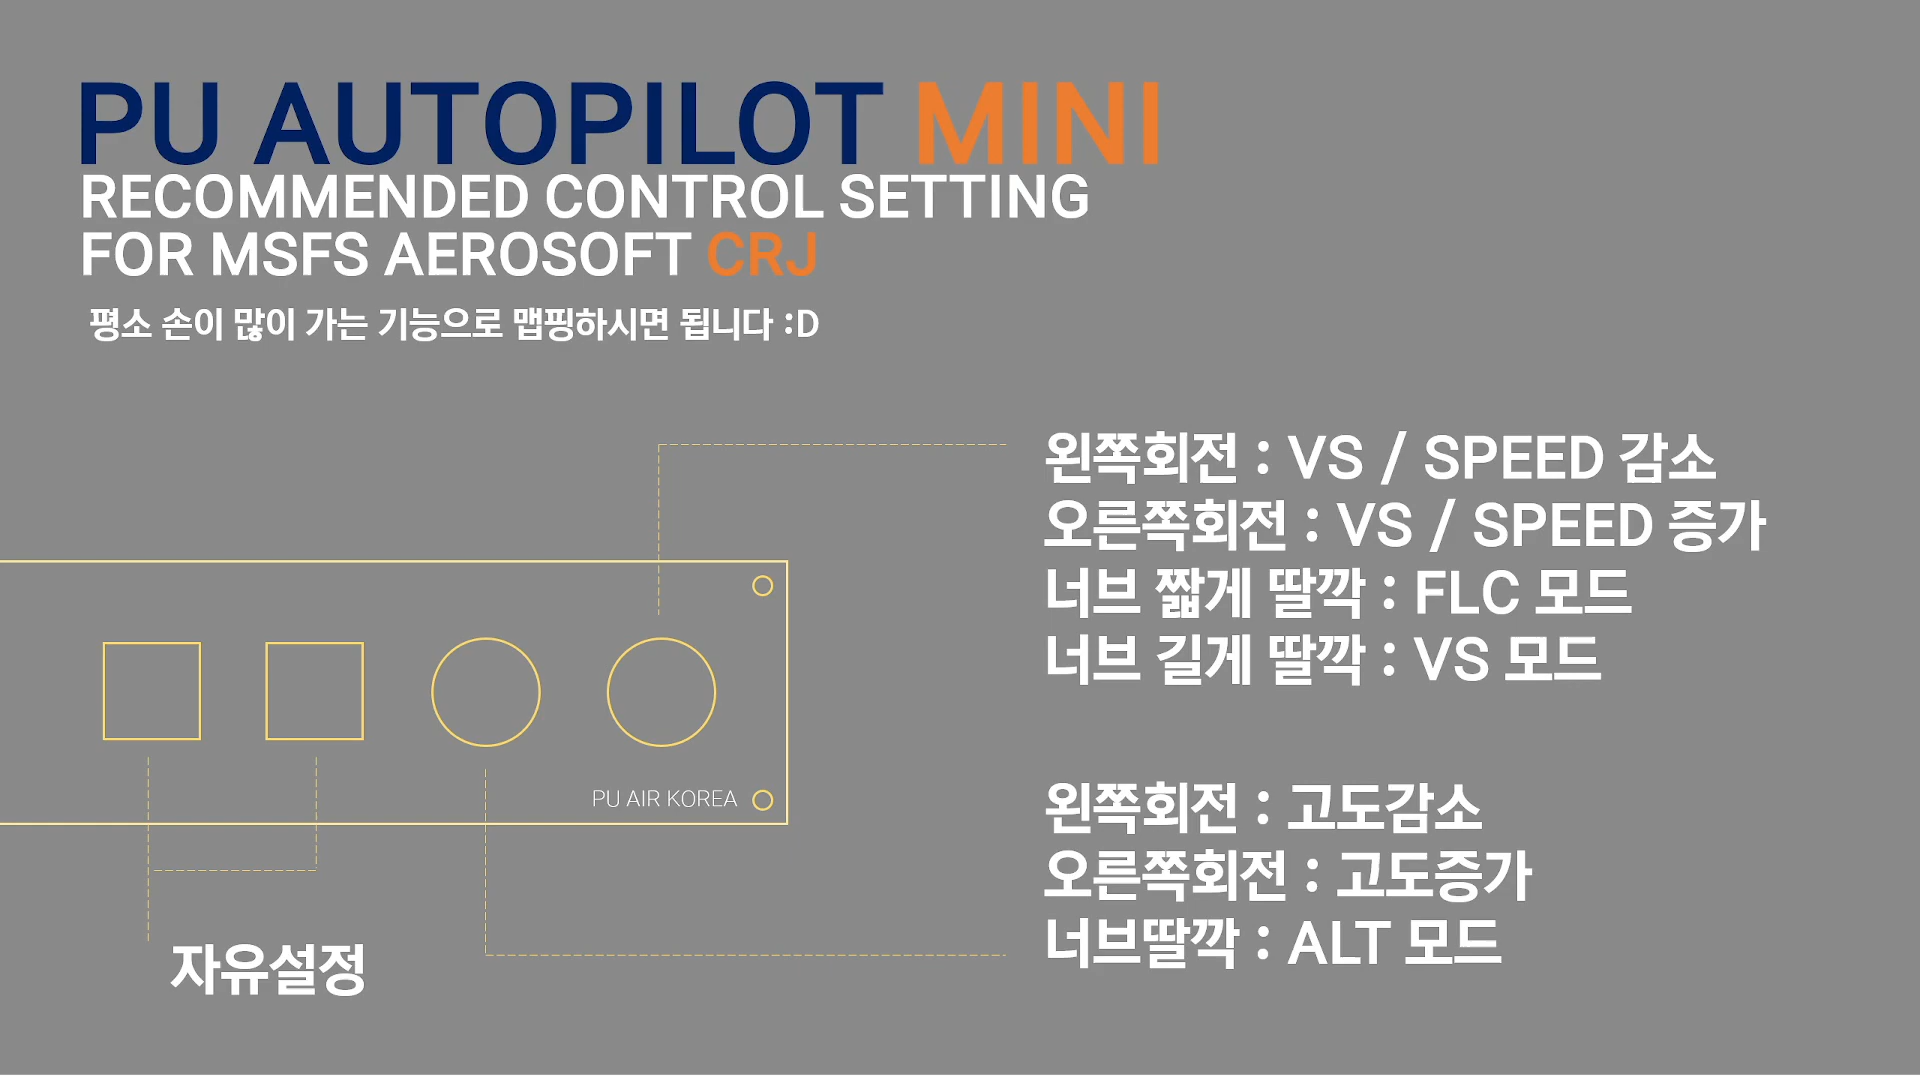 PU AUTOPILOT MINI
RECOMMENDED CONTROL SETTING
FOR MSFS AEROSOFT CRJ
평소 손이 많이 가는 기능으로 맵핑하시면 됩니다 :D
왼쪽회전 : VS / SPEED 감소
오른쪽회전 : VS / SPEED 증가
너브 짧게 딸깍 : FLC 모드
너브 길게 딸깍 : VS 모드
PU AIR KOREA
왼쪽회전 : 고도감소
오른쪽회전 : 고도증가
너브딸깍 : ALT 모드
자유설정